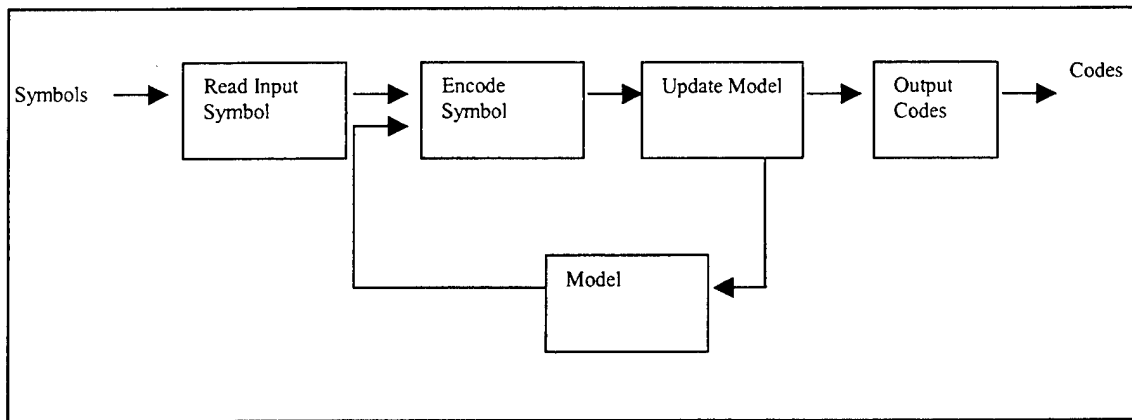 Symbols
Read Input
Symbol
Encode
Symbol
Update Model
Output
Codes
Codes
Model